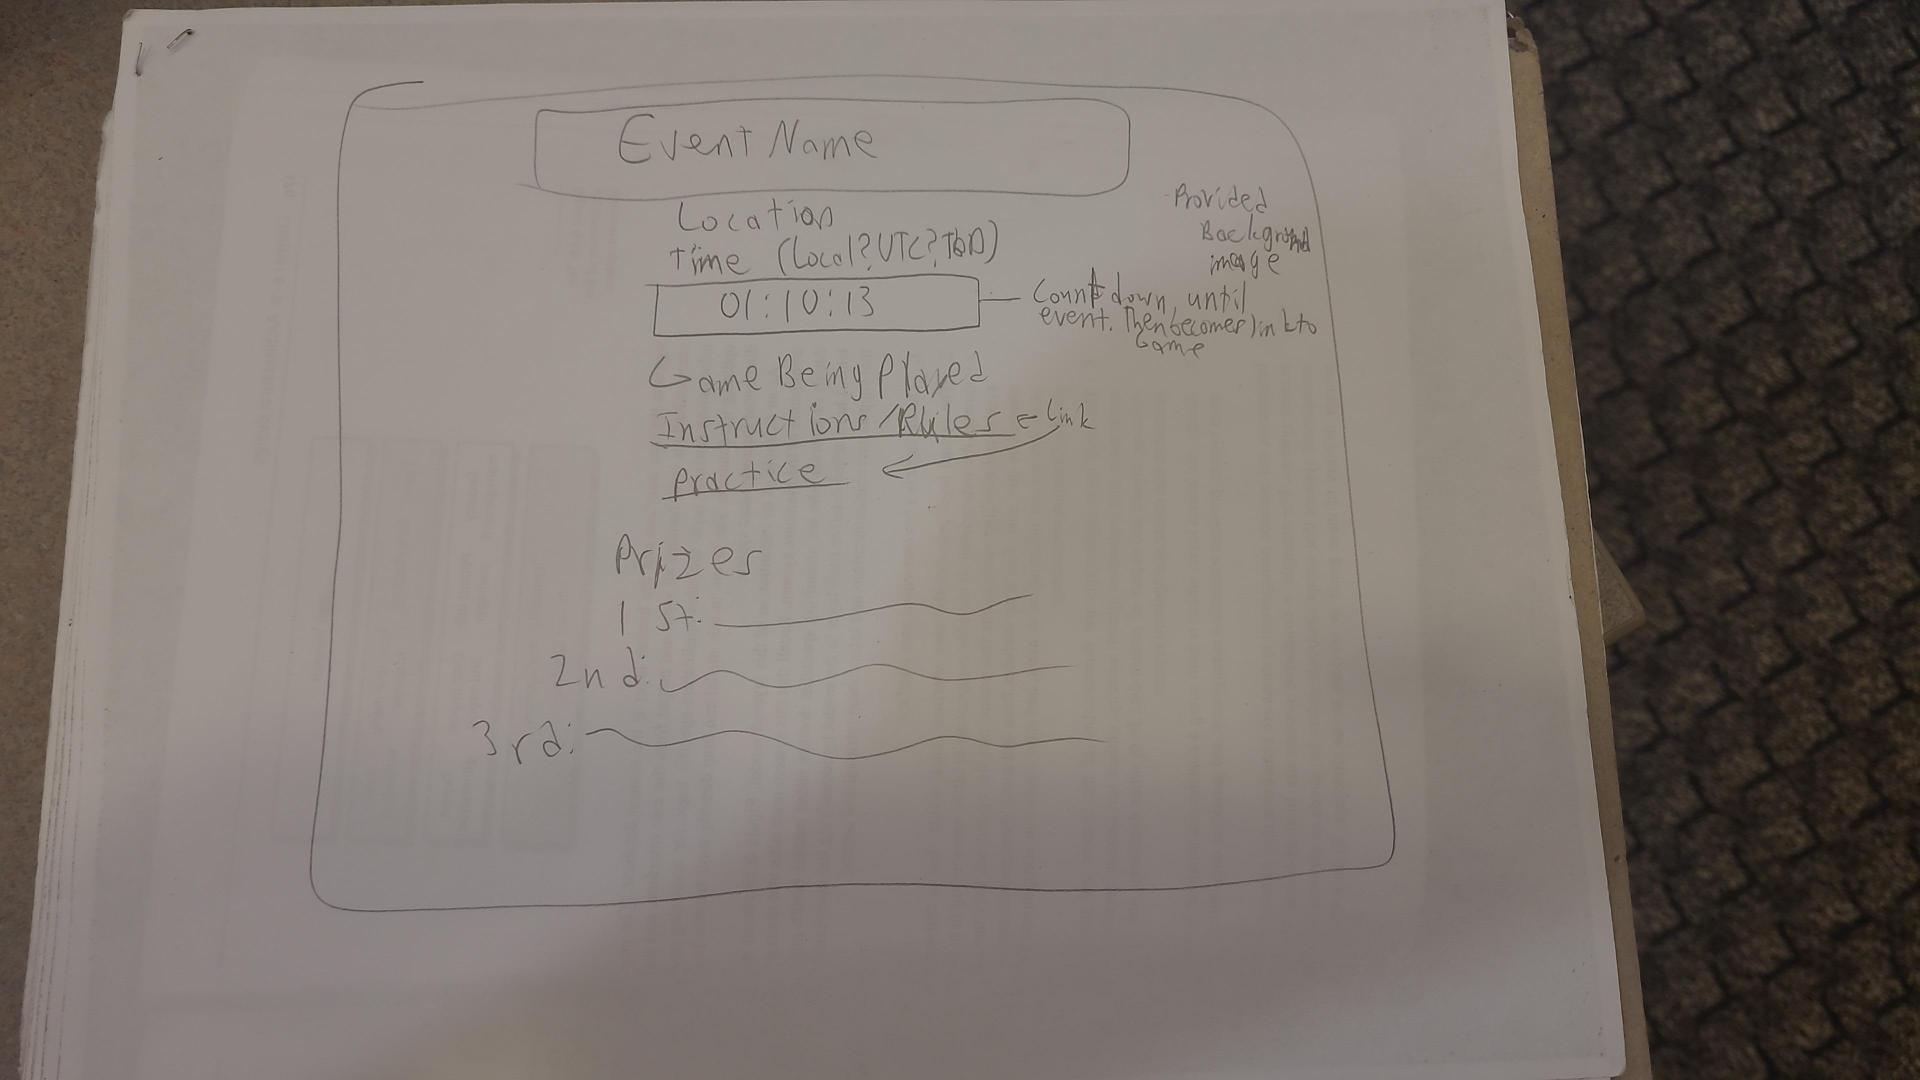 Event Name
Location
time (Local?UTC?TBD)
Provided
Background
image
01:10:13
Countdown, until
event. Then becomes link to
Game
Game Being Played
Instructions/Rules = Link
Practice
Prizes
1st:
2nd:
3rd: